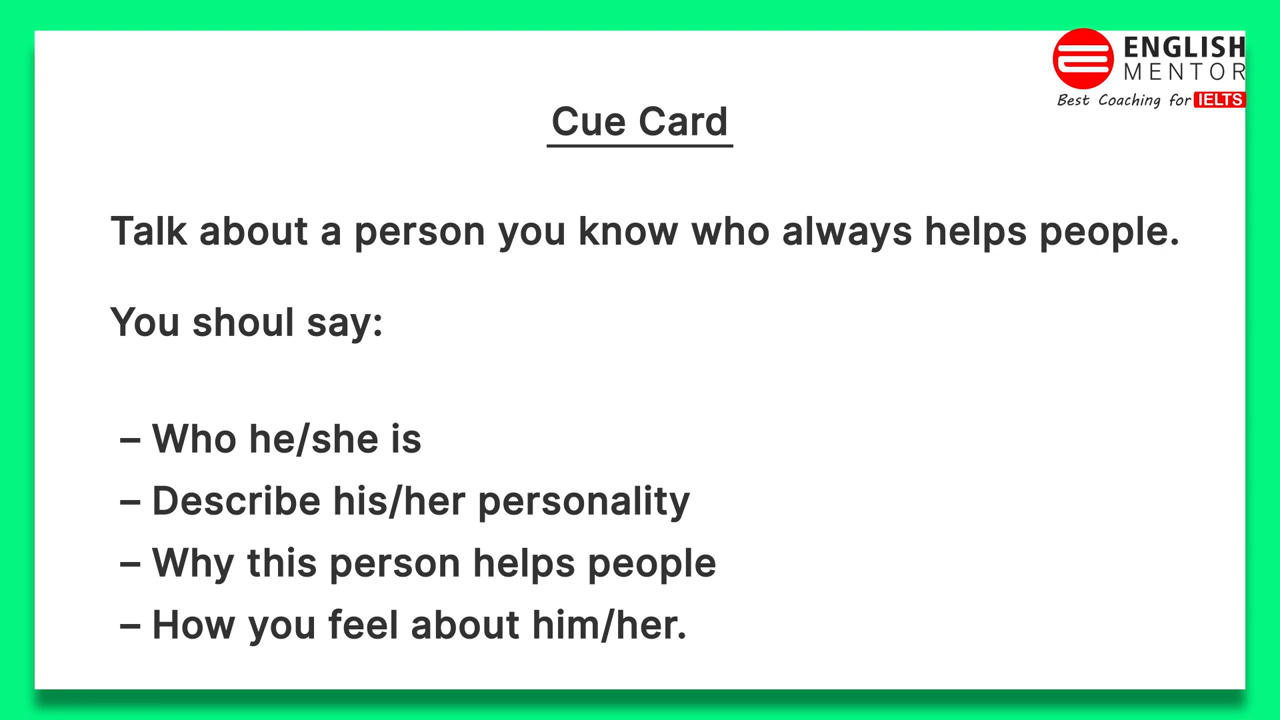 ENGLISH
MENTOR
Best Coaching for IELTS
Cue Card
Talk about a person you know who always helps people.
You shoul say:
– Who he/she is
– Describe his/her personality
– Why this person helps people
– How you feel about him/her.